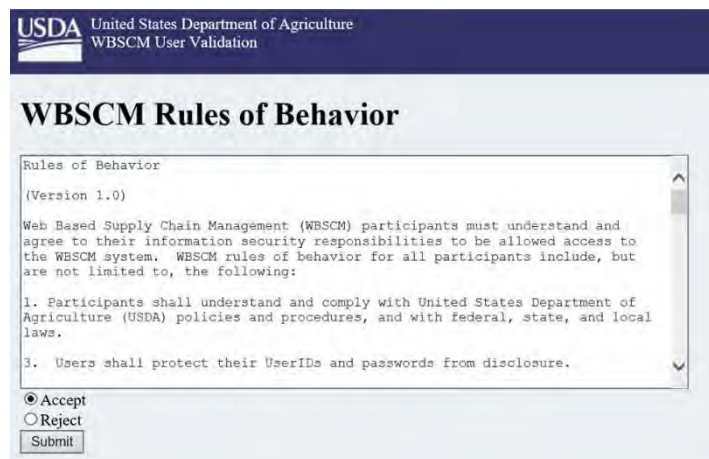 USDA
United States Department of Agriculture
WBSCM User Validation
WBSCM Rules of Behavior
Rules of Behavior
(Version 1.0)
Web Based Supply Chain Management (WBSCM) participants must understand and
agree to their information security responsibilities to be allowed access to
the WBSCM system.  WBSCM rules of behavior for all participants include, but
are not limited to, the following:
1. Participants shall understand and comply with United States Department of
Agriculture (USDA) policies and procedures, and with federal, state, and local
laws.
3.  Users shall protect their UserIDs and passwords from disclosure.
Accept
Reject
Submit